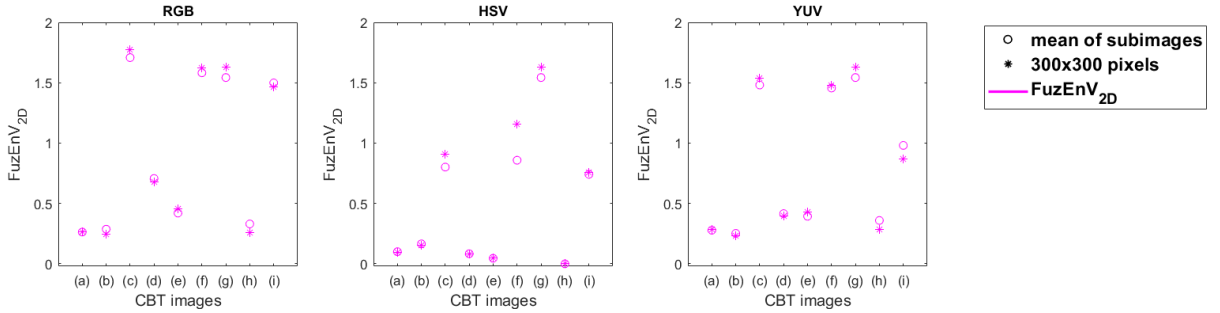 RGB
2
1.5
1
0.5
0
FuzEnV2D
(a) (b) (c) (d) (e) (f) (g) (h) (i)
CBT images
HSV
2
1.5
1
0.5
0
FuzEnV2D
(a) (b) (c) (d) (e) (f) (g) (h) (i)
CBT images
YUV
2
1.5
1
0.5
0
FuzEnV2D
(a) (b) (c) (d) (e) (f) (g) (h) (i)
CBT images
mean of subimages
300x300 pixels
FuzEnV2D